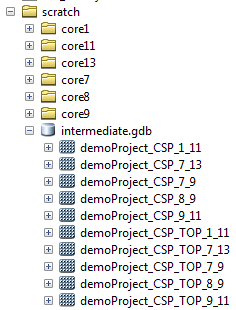 scratch
core1
core11
core13
core7
core8
core9
intermediate.gdb
demoProject_CSP_1_11
demoProject_CSP_7_13
demoProject_CSP_7_9
demoProject_CSP_8_9
demoProject_CSP_9_11
demoProject_CSP_TOP_1_11
demoProject_CSP_TOP_7_13
demoProject_CSP_TOP_7_9
demoProject_CSP_TOP_8_9
demoProject_CSP_TOP_9_11